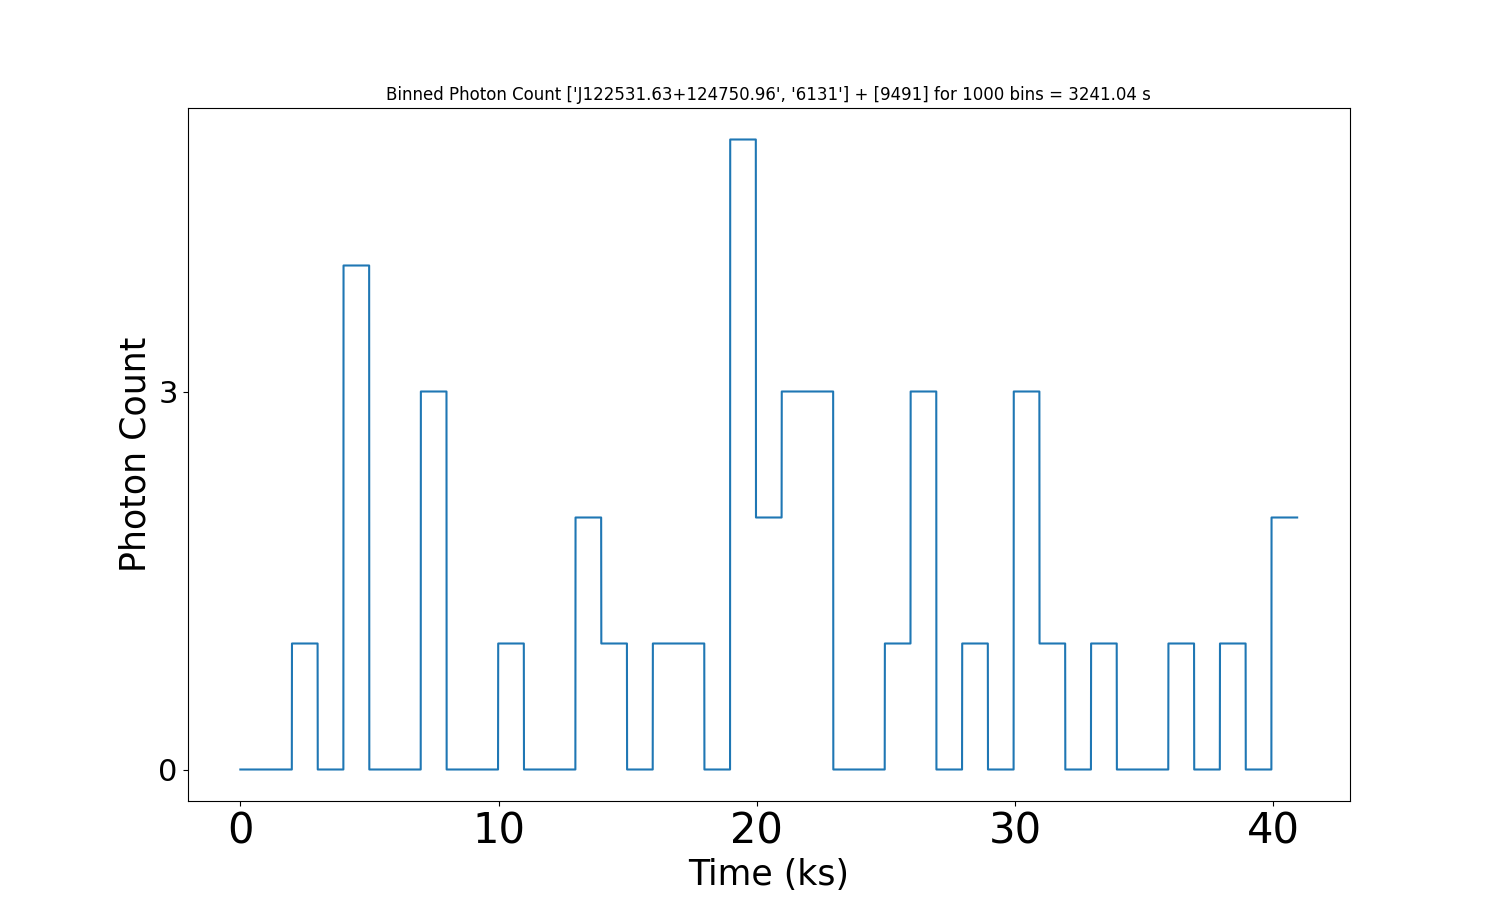 Binned Photon Count ['J122531.63+124750.96', '6131'] + [9491] for 1000 bins = 3241.04 s
Photon Count
3
0
0 10 20 30 40
Time (ks)